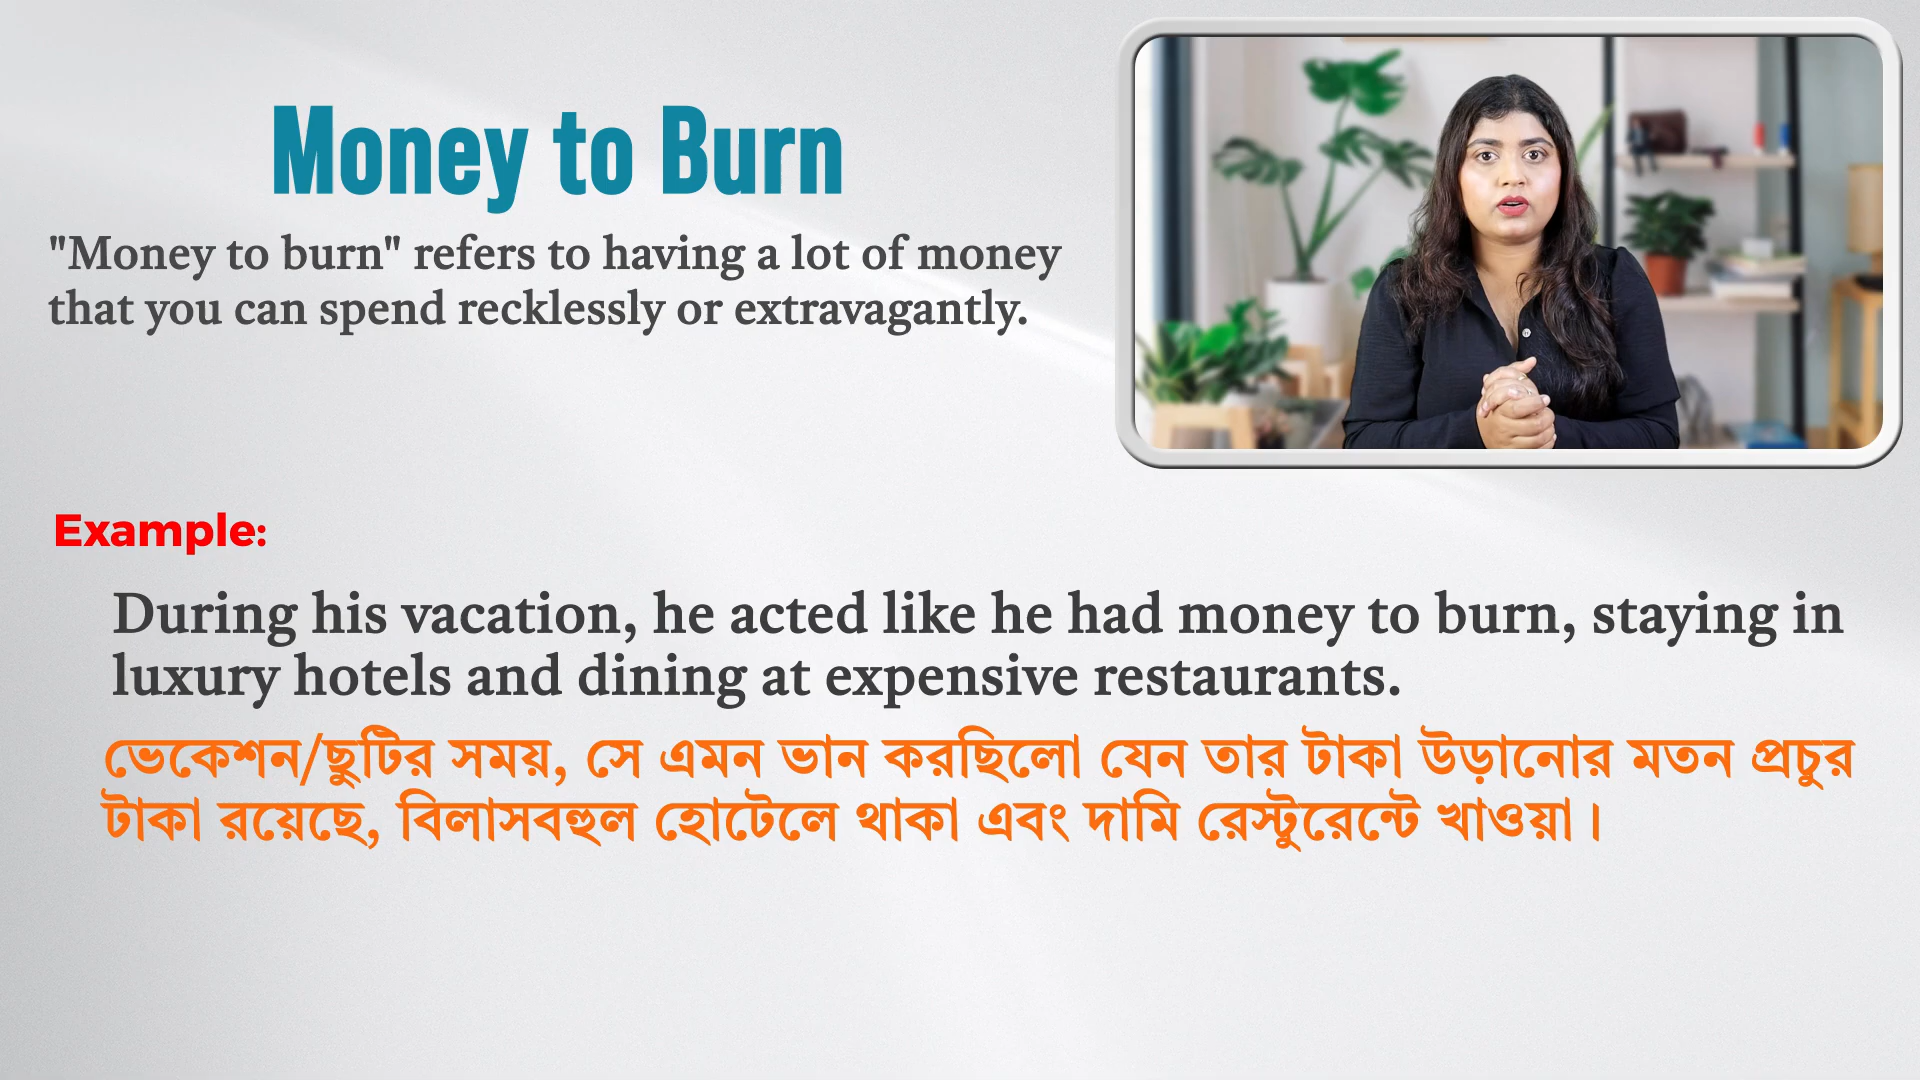 Money to Burn
"Money to burn" refers to having a lot of money
that you can spend recklessly or extravagantly.
Example:
During his vacation, he acted like he had money to burn, staying in
luxury hotels and dining at expensive restaurants.
ভেকেশন/ছুটির সময়, সে এমন ভান করছিলো যেন তার টাকা উড়ানোর মতন প্রচুর
টাকা রয়েছে, বিলাসবহুল হোটেলে থাকা এবং দামি রেস্টুরেন্টে খাওয়া।